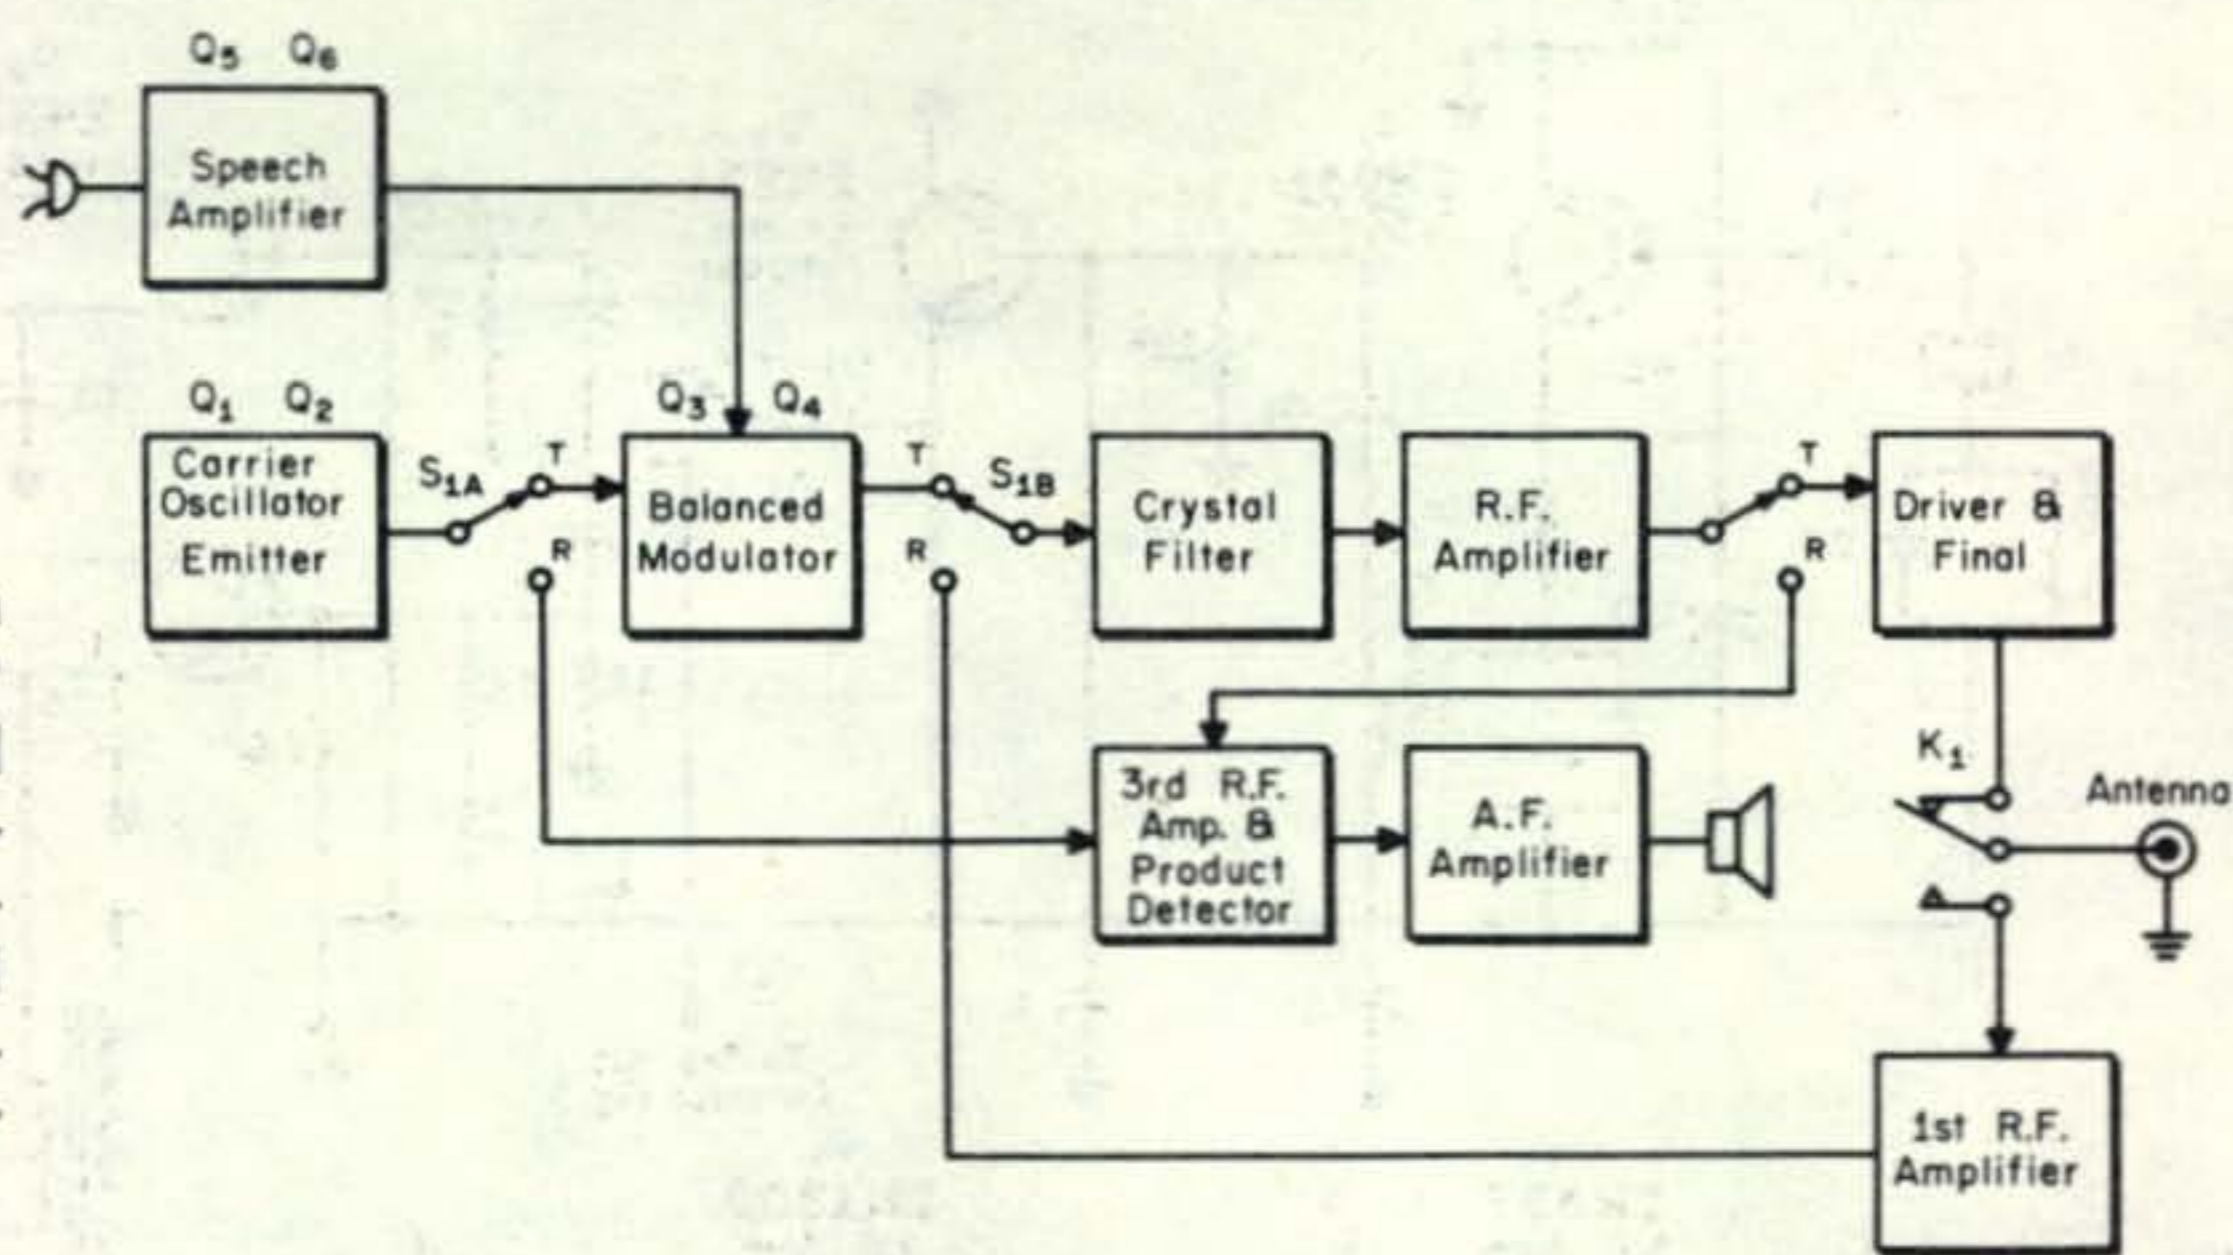 Q5 Q6
Speech
Amplifier
Q1 Q2
Carrier
Oscillator
Emitter
S1A
T
R
Q3 Q4
Balanced
Modulator
T
R
S1B
Crystal
Filter
R.F.
Amplifier
T
R
Driver &
Final
3rd R.F.
Amp. &
Product
Detector
A.F.
Amplifier
K1
Antenna
1st R.F.
Amplifier